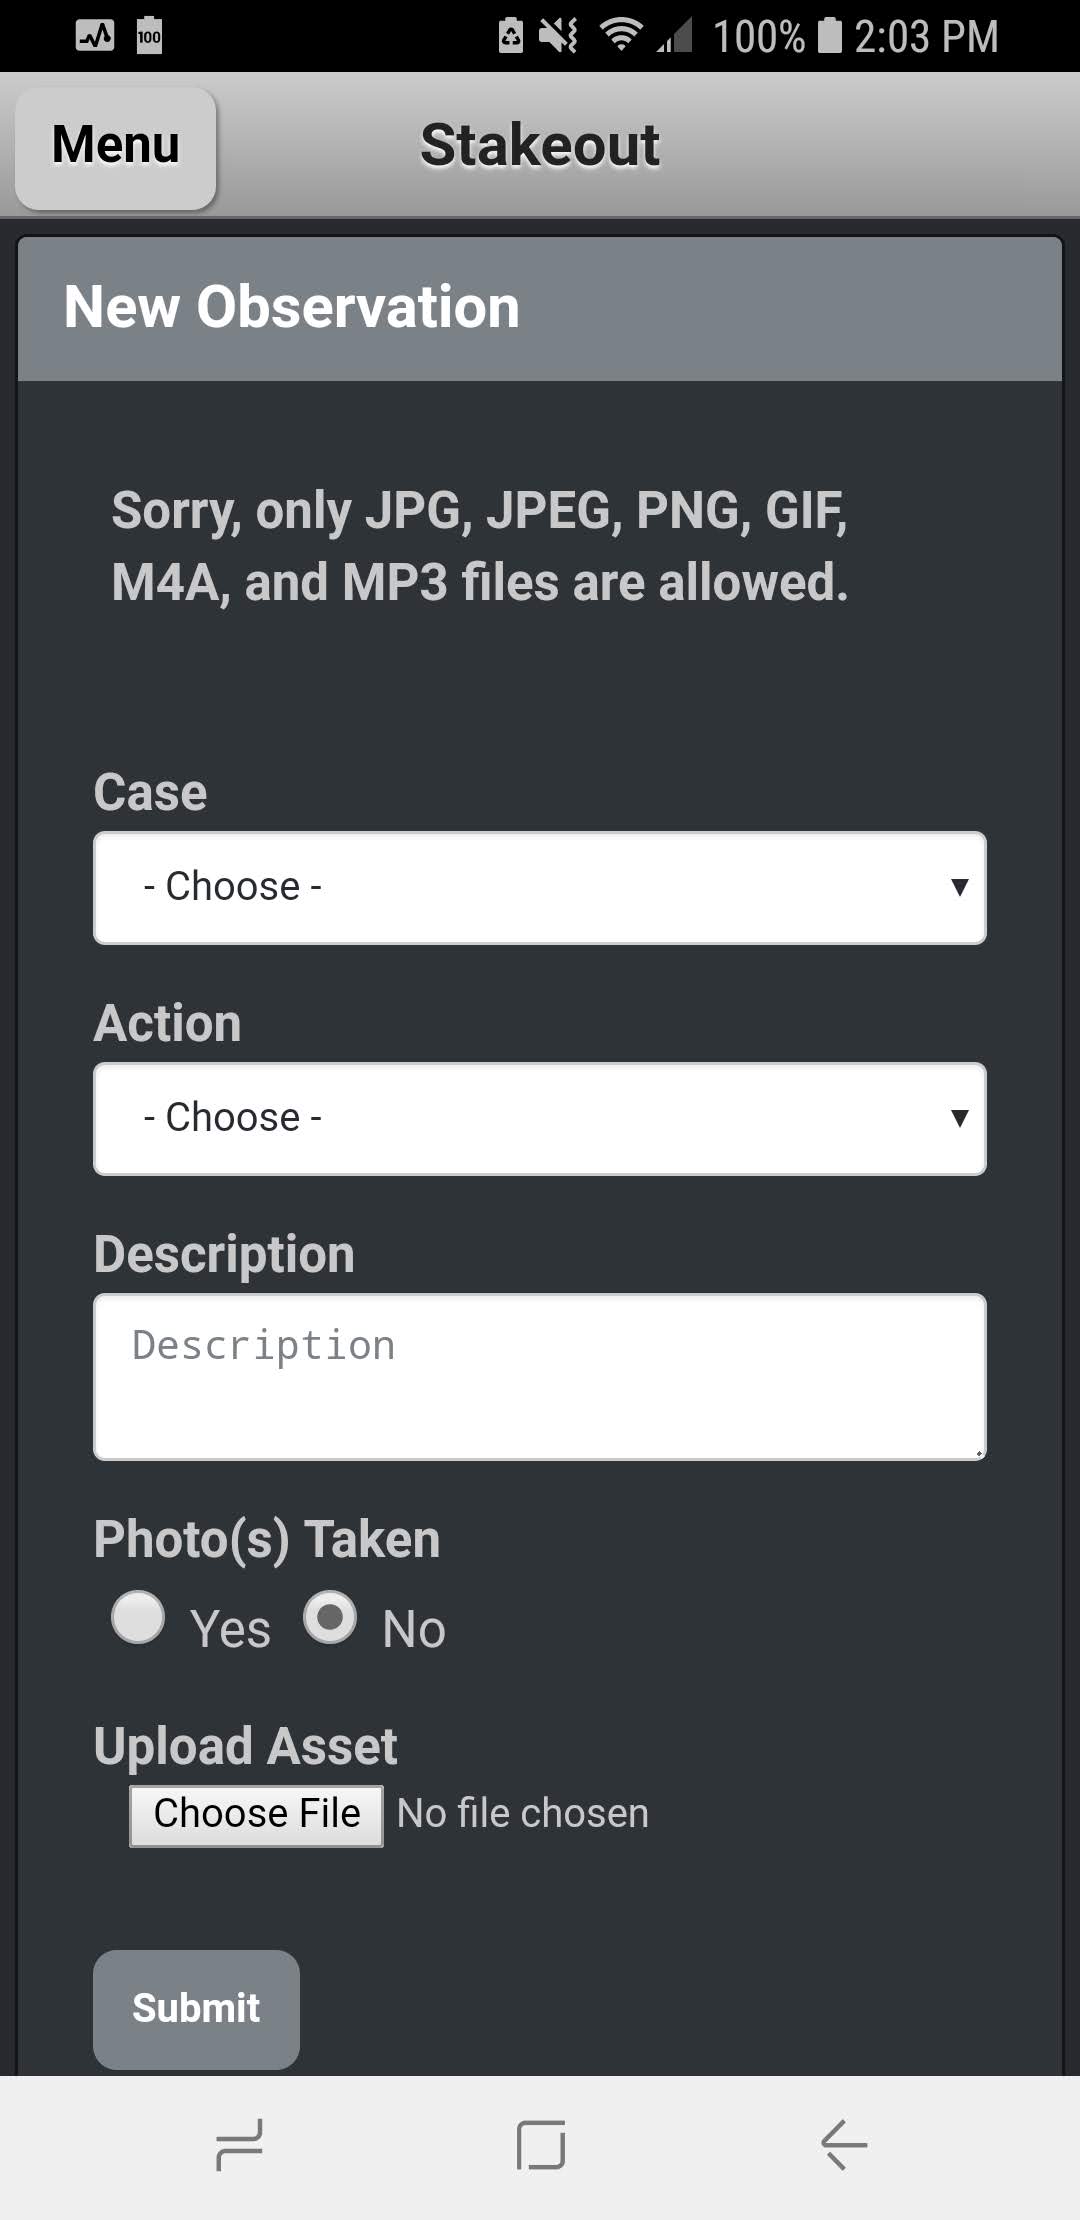 100 100% 2:03 PM
Menu Stakeout
New Observation
Sorry, only JPG, JPEG, PNG, GIF,
M4A, and MP3 files are allowed.
Case
- Choose -
Action
- Choose -
Description
Description
Photo(s) Taken
Yes No
Upload Asset
Choose File No file chosen
Submit